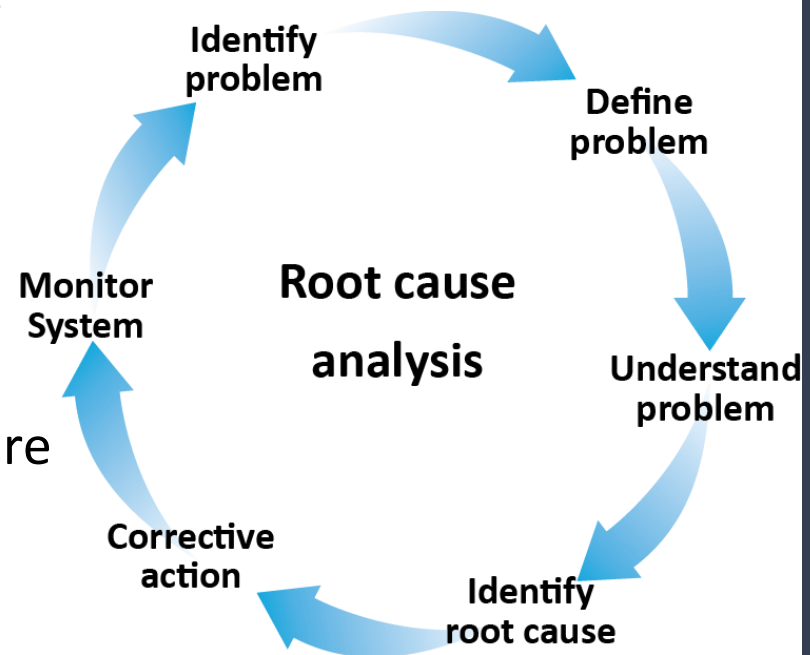 Identify
problem
Define
problem
Root cause
analysis
Monitor
System
Understand
problem
re
Corrective
action
Identify
root cause